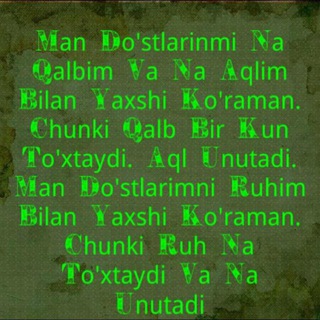 Man Do'stlarinmi Na
Qalbim Va Na Aqlim
Bilan Yaxshi Ko'raman.
Chunki Qalb Bir Kun
To'xtaydi. Aql Unutadi.
Man Do'stlarimni Ruhim
Bilan Yaxshi Ko'raman.
Chunki Ruh Na
To'xtaydi Va Na
Unutadi